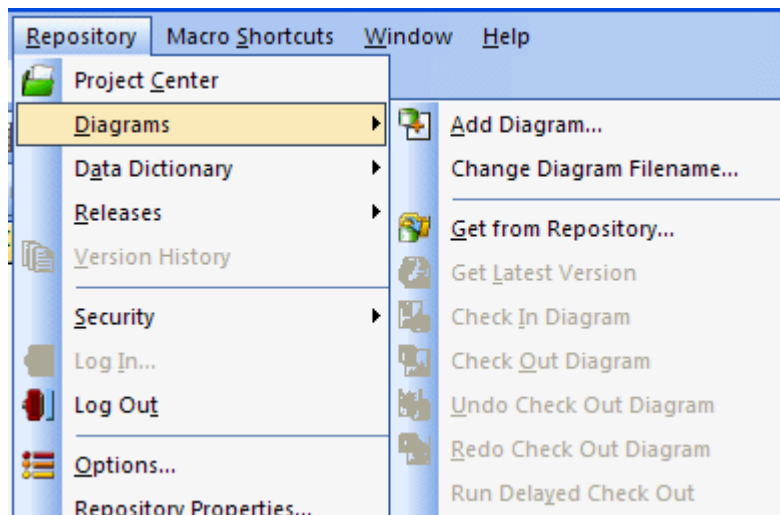 Repository Macro Shortcuts Window Help
Project Center
Diagrams
Data Dictionary
Releases
Version History
Security
Log In...
Log Out
Options...
Repository Properties...
Add Diagram...
Change Diagram Filename...
Get from Repository...
Get Latest Version
Check In Diagram
Check Out Diagram
Undo Check Out Diagram
Redo Check Out Diagram
Run Delayed Check Out